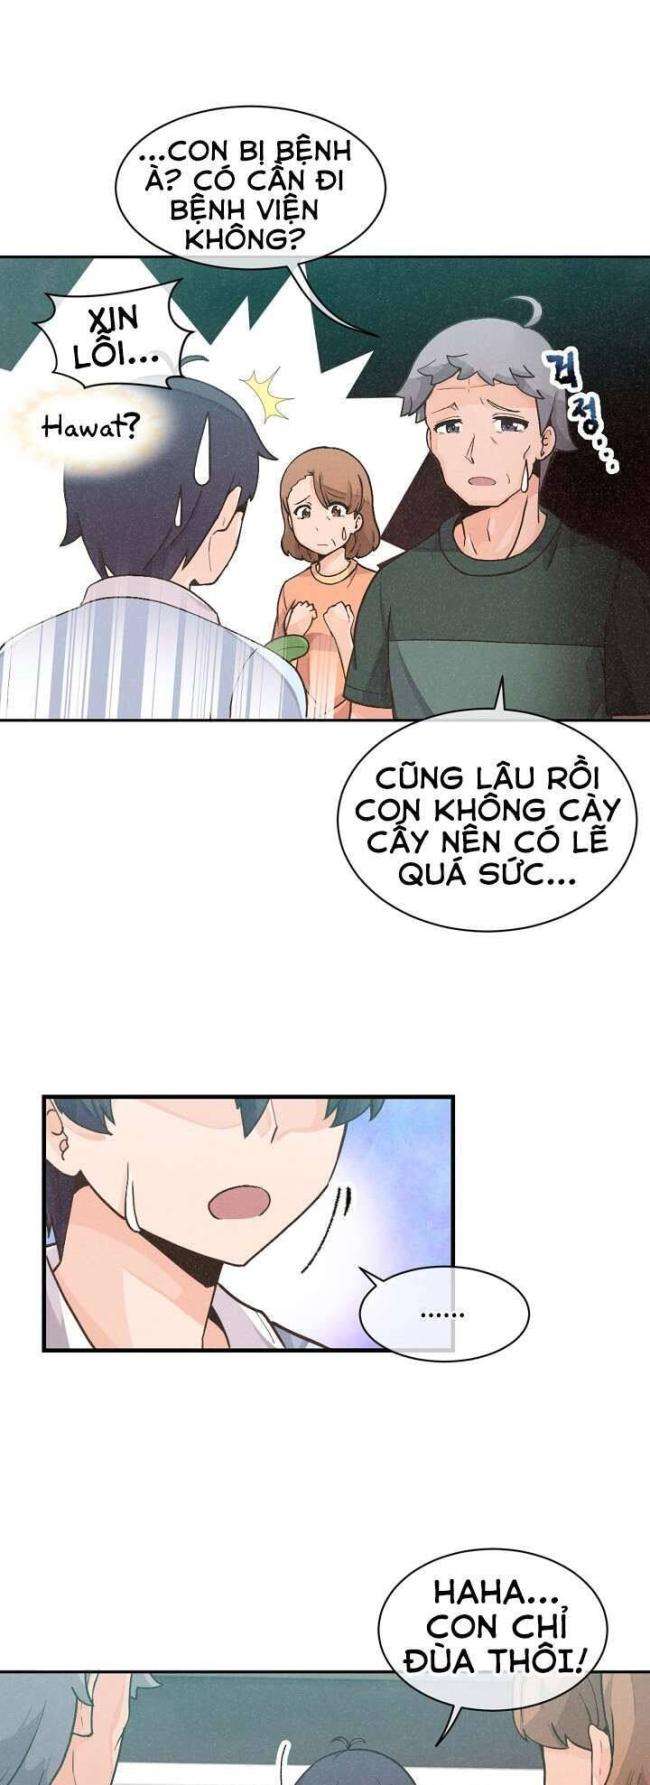 ...CON BỊ BỆNH
À? CÓ CẦN ĐI
BỆNH VIỆN
KHÔNG?
XIN
LỖI...
Hawat?
걱정...
CŨNG LÂU RỒI
CON KHÔNG CÀY
CẤY NÊN CÓ LẼ
QUÁ SỨC...
......
HAHA...
CON CHỈ
ĐÙA THÔI!